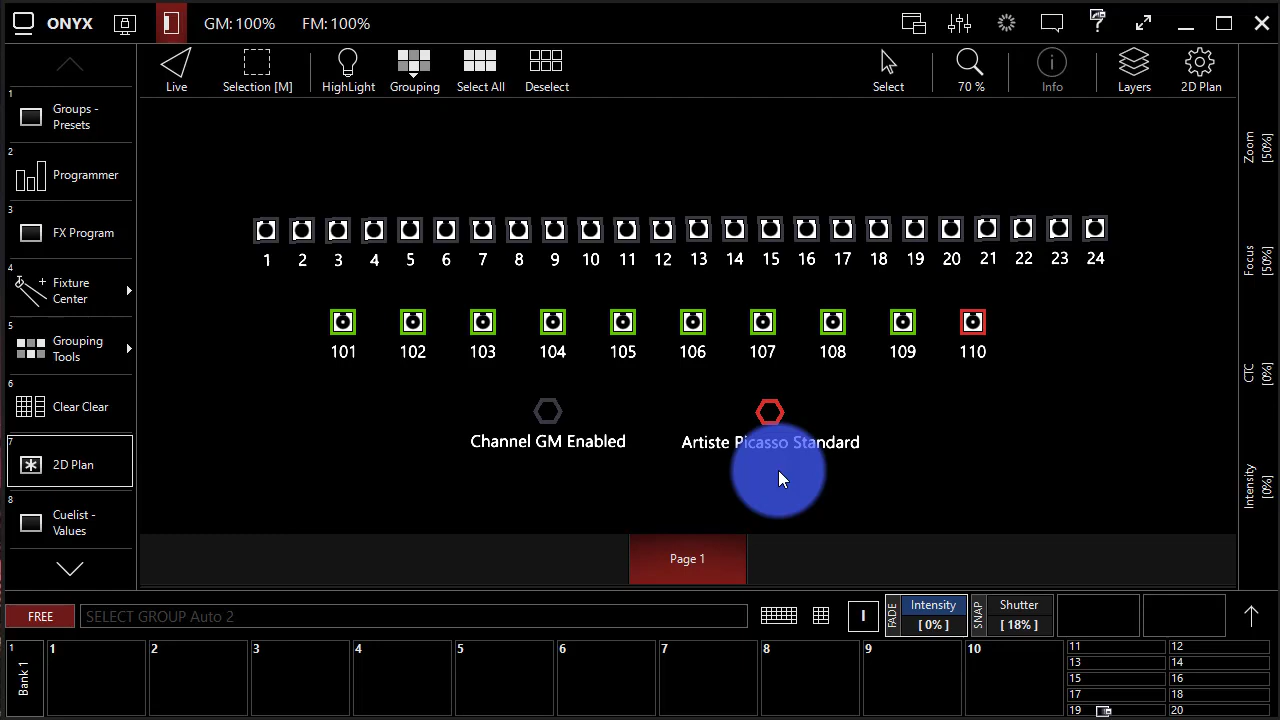 ONYX
GM: 100%
FM: 100%
Live
Selection [M]
HighLight
Grouping
Select All
Deselect
Select
70 %
Info
Layers
2D Plan
1
Groups -
Presets
2
Programmer
3
FX Program
4
Fixture
Center
5
Grouping
Tools
6
Clear Clear
7
2D Plan
8
Cuelist -
Values
1 2 3 4 5 6 7 8 9 10 11 12 13 14 15 16 17 18 19 20 21 22 23 24
101 102 103 104 105 106 107 108 109 110
Channel GM Enabled
Artiste Picasso Standard
Page 1
Zoom
[50%]
Focus
[50%]
CTC
[0%]
Intensity
[0%]
FREE
SELECT GROUP Auto 2
I
FADE
Intensity
[ 0% ]
SNAP
Shutter
[ 18% ]
1
Bank 1
1 2 3 4 5 6 7 8 9 10
11 12
13 14
15 16
17 18
19 20